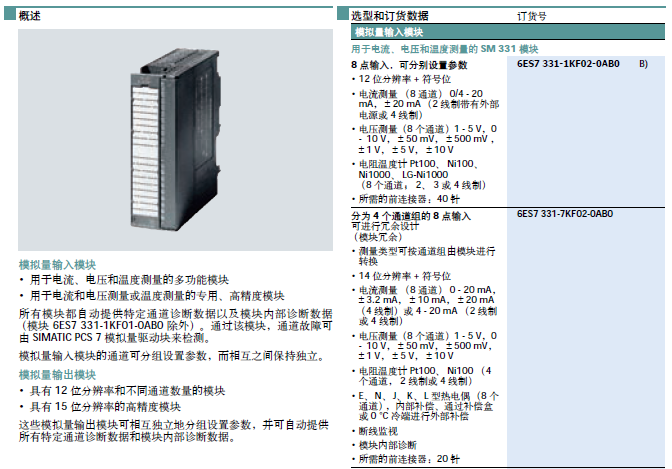 概述
模拟量输入模块
• 用于电流、电压和温度测量的多功能模块
• 用于电流和电压测量或温度测量的专用、高精度模块
所有模块都自动提供特定通道诊断数据以及模块内部诊断数据
(模块 6ES7 331-1KF01-0AB0 除外)。通过该模块，通道故障可
由 SIMATIC PCS 7 模拟量驱动块来检测。
模拟量输入模块的通道可分组设置参数，而相互之间保持独立。
模拟量输出模块
• 具有 12 位分辨率和不同通道数量的模块
• 具有 15 位分辨率的高精度模块
这些模拟量输出模块可相互独立地分组设置参数，并可自动提供
所有特定通道诊断数据和模块内部诊断数据。
选型和订货数据 订货号
模拟量输入模块
用于电流、电压和温度测量的 SM 331 模块
8 点输入、可分别设置参数 6ES7 331-1KF02-0AB0 B)
• 12 位分辨率 + 符号位
• 电流测量 (8 通道) 0/4 - 20
mA，± 20 mA (2 线制带有外部
电源或 4 线制)
• 电压测量 (8 个通道) 1 - 5 V，0
- 10 V，± 50 mV，± 500 mV，
± 1 V，± 5 V，± 10 V
• 电阻温度计 Pt100、Ni100、
Ni1000、LG-Ni1000
(8 个通道；2、3 或 4 线制)
• 所需的前连接器：40 针
分为 4 个通道组的 8 点输入 6ES7 331-7KF02-0AB0
可进行冗余设计
(模块冗余)
• 测量类型可按通道组由模块进行
转换
• 14 位分辨率 + 符号位
• 电流测量 (8 通道) 0 - 20 mA，
± 3.2 mA，± 10 mA，± 20 mA
(4 线制) 或 4 - 20 mA (2 线制
或 4 线制)
• 电压测量 (8 个通道) 1 - 5 V，0
- 10 V，± 50 mV，± 500 mV，
± 1 V，± 5 V，± 10 V
• 电阻温度计 Pt100、Ni100 (4
个通道，2 线制或 4 线制)
• E、N、J、K、L 型热电偶 (8 个
通道)，内部补偿、通过补偿盒
或 0 °C 冷端进行外部补偿
• 断线监视
• 模块内部诊断
• 所需的前连接器：20 针